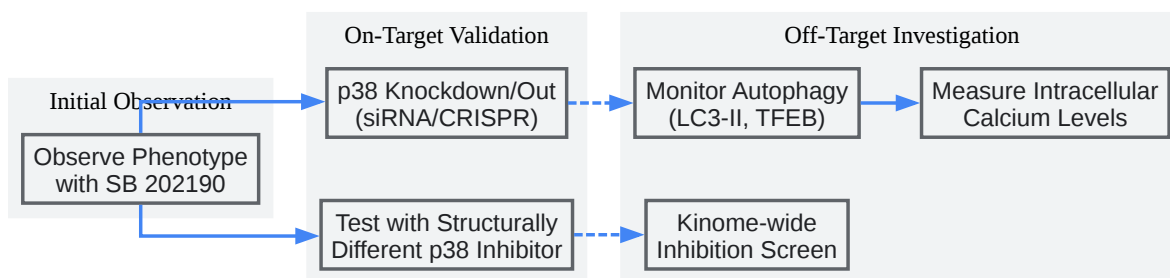 On-Target Validation
Off-Target Investigation
Initial Observation
p38 Knockdown/Out
(siRNA/CRISPR)
Monitor Autophagy
(LC3-II, TFEB)
Measure Intracellular
Calcium Levels
Observe Phenotype
with SB 202190
Test with Structurally
Different p38 Inhibitor
Kinome-wide
Inhibition Screen